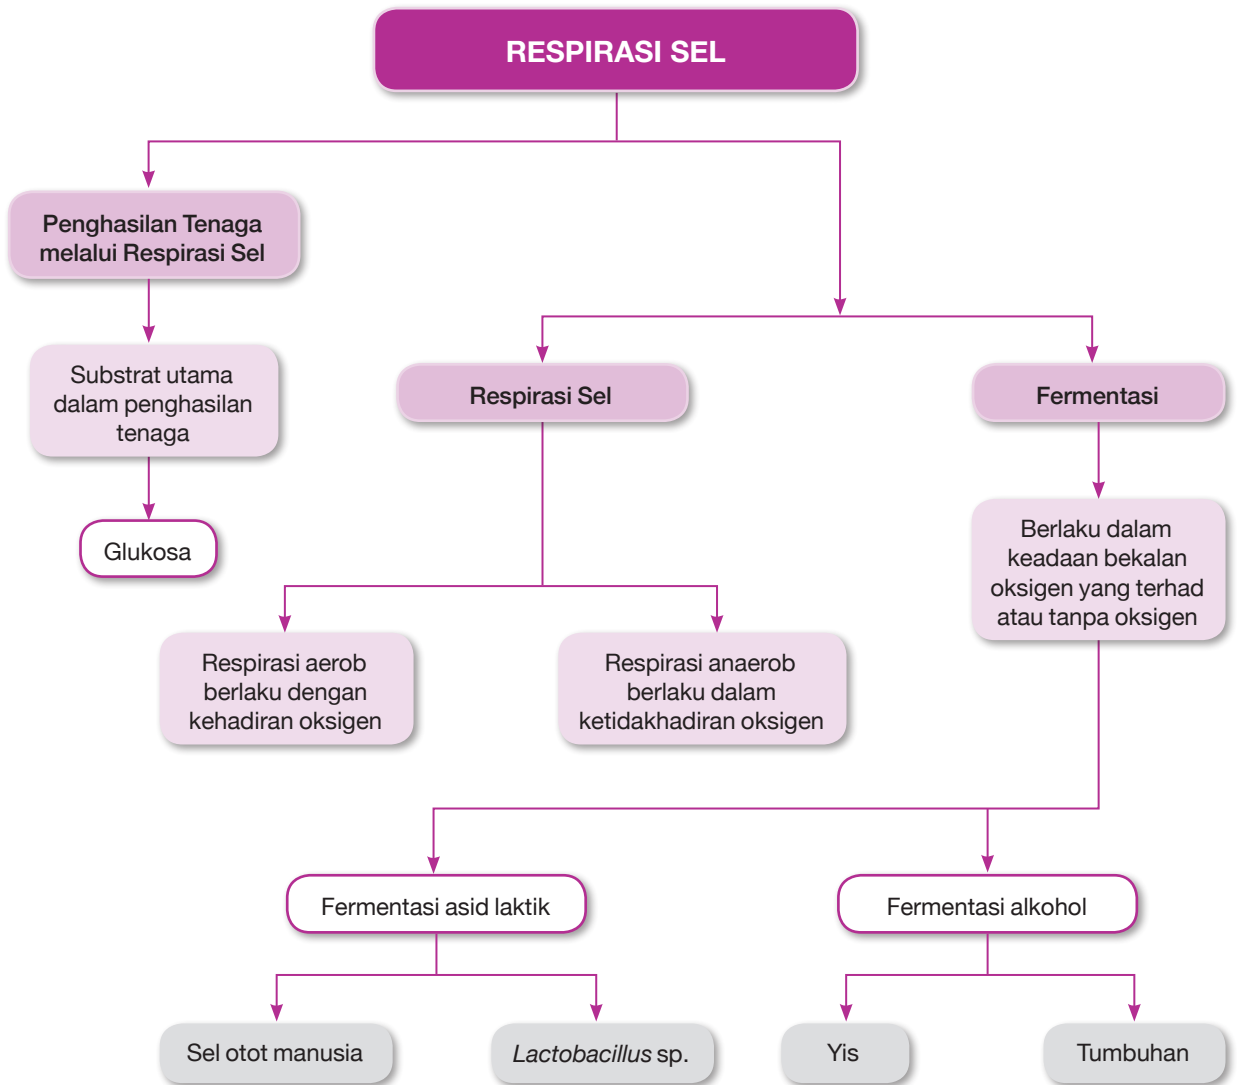 RESPIRASI SEL
Penghasilan Tenaga
melalui Respirasi Sel
Substrat utama
dalam penghasilan
tenaga
Glukosa
Respirasi Sel
Respirasi aerob
berlaku dengan
kehadiran oksigen
Respirasi anaerob
berlaku dalam
ketidakhadiran oksigen
Fermentasi
Berlaku dalam
keadaan bekalan
oksigen yang terhad
atau tanpa oksigen
Fermentasi asid laktik
Sel otot manusia
Lactobacillus sp.
Fermentasi alkohol
Yis
Tumbuhan